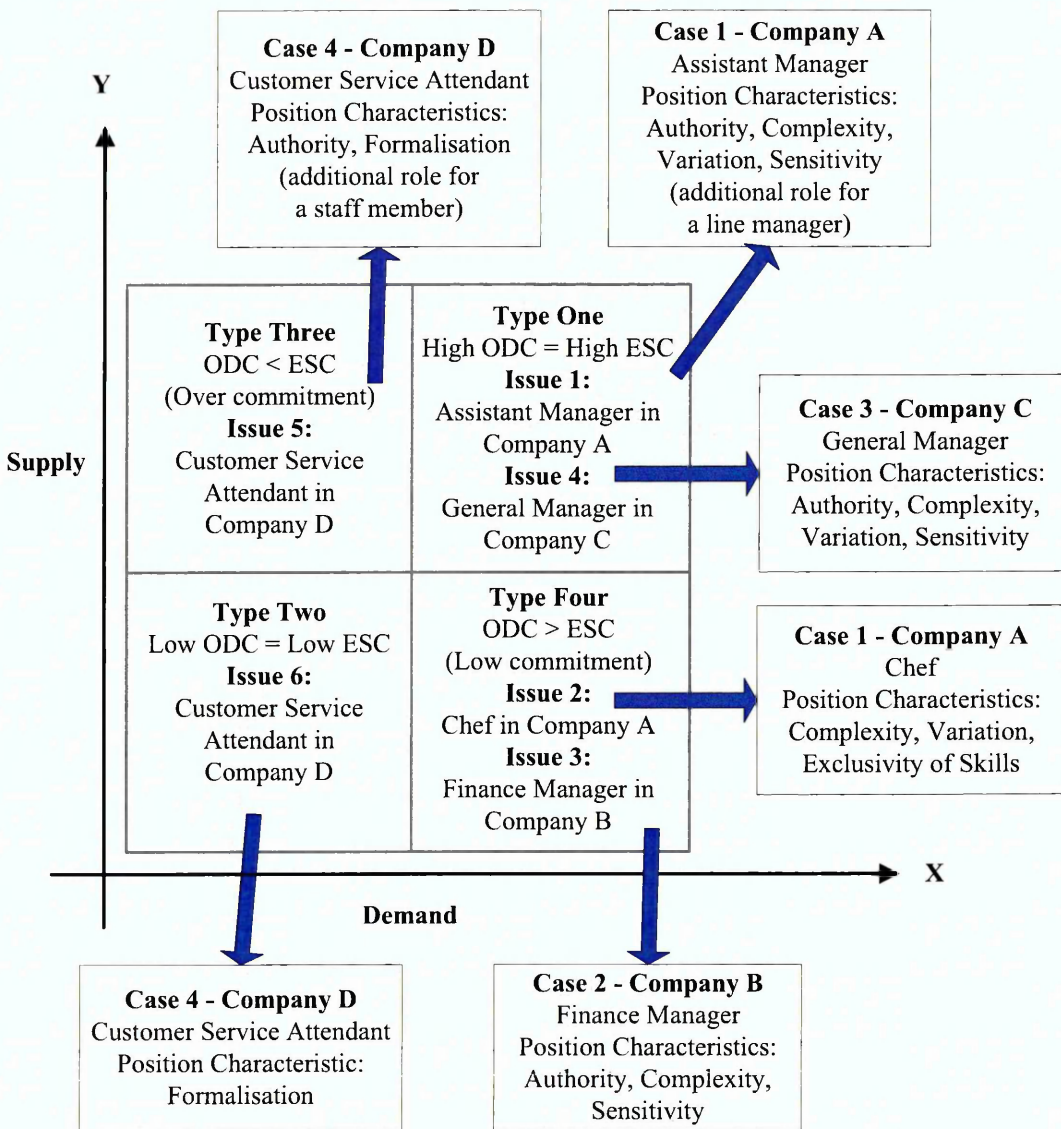 Case 4 - Company D
Customer Service Attendant
Position Characteristics:
Authority, Formalisation
(additional role for
a staff member)
Case 1 - Company A
Assistant Manager
Position Characteristics:
Authority, Complexity,
Variation, Sensitivity
(additional role for
a line manager)
Y
Supply
Type Three
ODC < ESC
(Over commitment)
Issue 5:
Customer Service
Attendant in
Company D
Type One
High ODC = High ESC
Issue 1:
Assistant Manager in
Company A
Issue 4:
General Manager in
Company C
Case 3 - Company C
General Manager
Position Characteristics:
Authority, Complexity,
Variation, Sensitivity
Type Two
Low ODC = Low ESC
Issue 6:
Customer Service
Attendant in
Company D
Type Four
ODC > ESC
(Low commitment)
Issue 2:
Chef in Company A
Issue 3:
Finance Manager in
Company B
Case 1 - Company A
Chef
Position Characteristics:
Complexity, Variation,
Exclusivity of Skills
X
Demand
Case 4 - Company D
Customer Service Attendant
Position Characteristic:
Formalisation
Case 2 - Company B
Finance Manager
Position Characteristics:
Authority, Complexity,
Sensitivity